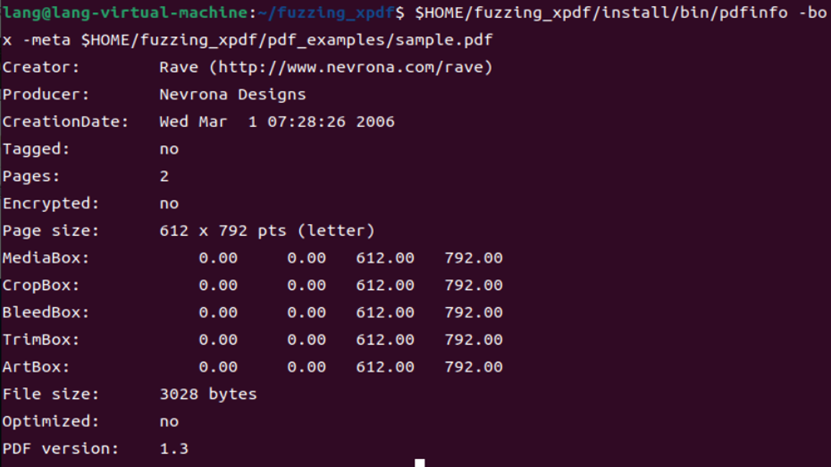 lang@lang-virtual-machine:~/fuzzing_xpdf$ $HOME/fuzzing_xpdf/install/bin/pdfinfo -bo
x -meta $HOME/fuzzing_xpdf/pdf_examples/sample.pdf
Creator:        Rave (http://www.nevrona.com/rave)
Producer:       Nevrona Designs
CreationDate:   Wed Mar  1 07:28:26 2006
Tagged:         no
Pages:          2
Encrypted:      no
Page size:      612 x 792 pts (letter)
MediaBox:           0.00     0.00   612.00   792.00
CropBox:            0.00     0.00   612.00   792.00
BleedBox:           0.00     0.00   612.00   792.00
TrimBox:            0.00     0.00   612.00   792.00
ArtBox:             0.00     0.00   612.00   792.00
File size:      3028 bytes
Optimized:      no
PDF version:    1.3